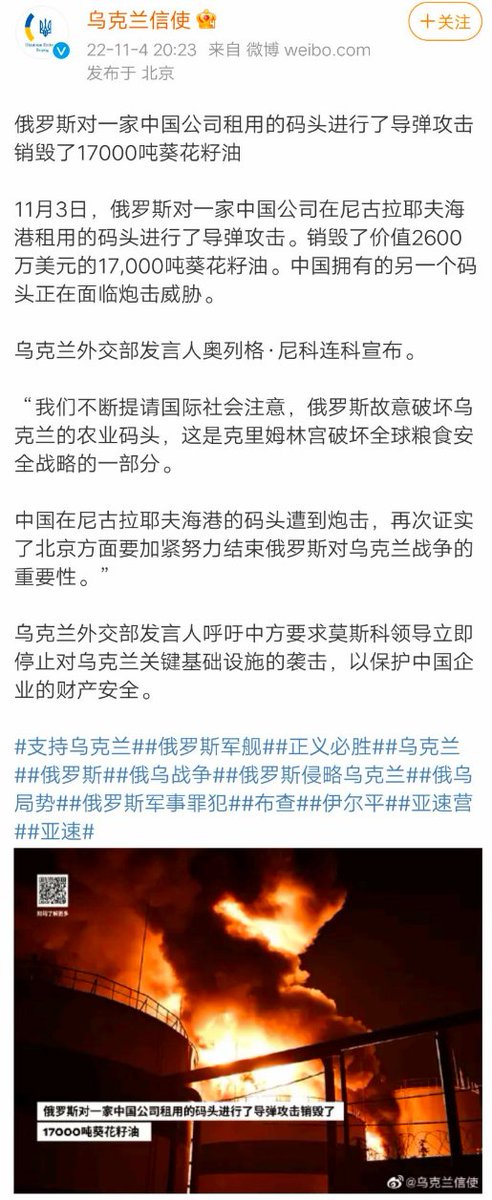 乌克兰信使
+关注
22-11-4 20:23 来自 微博 weibo.com
发布于 北京
俄罗斯对一家中国公司租用的码头进行了导弹攻击
销毁了17000吨葵花籽油
11月3日，俄罗斯对一家中国公司在尼古拉耶夫海
港租用的码头进行了导弹攻击。销毁了价值2600
万美元的17,000吨葵花籽油。中国拥有的另一个码
头正在面临炮击威胁。
乌克兰外交部发言人奥列格·尼科连科宣布。
“我们不断提请国际社会注意，俄罗斯故意破坏乌
克兰的农业码头，这是克里姆林宫破坏全球粮食安
全战略的一部分。
中国在尼古拉耶夫海港的码头遭到炮击，再次证实
了北京方面要加紧努力结束俄罗斯对乌克兰战争的
重要性。”
乌克兰外交部发言人呼吁中方要求莫斯科领导立即
停止对乌克兰关键基础设施的袭击，以保护中国企
业的财产安全。
#支持乌克兰##俄罗斯军舰##正义必胜##乌克兰
##俄罗斯##俄乌战争##俄罗斯侵略乌克兰##俄乌
局势##俄罗斯军事罪犯##布查##伊尔平##亚速营
##亚速#
扫码了解更多
俄罗斯对一家中国公司租用的码头进行了导弹攻击销毁了
17000吨葵花籽油
@乌克兰信使